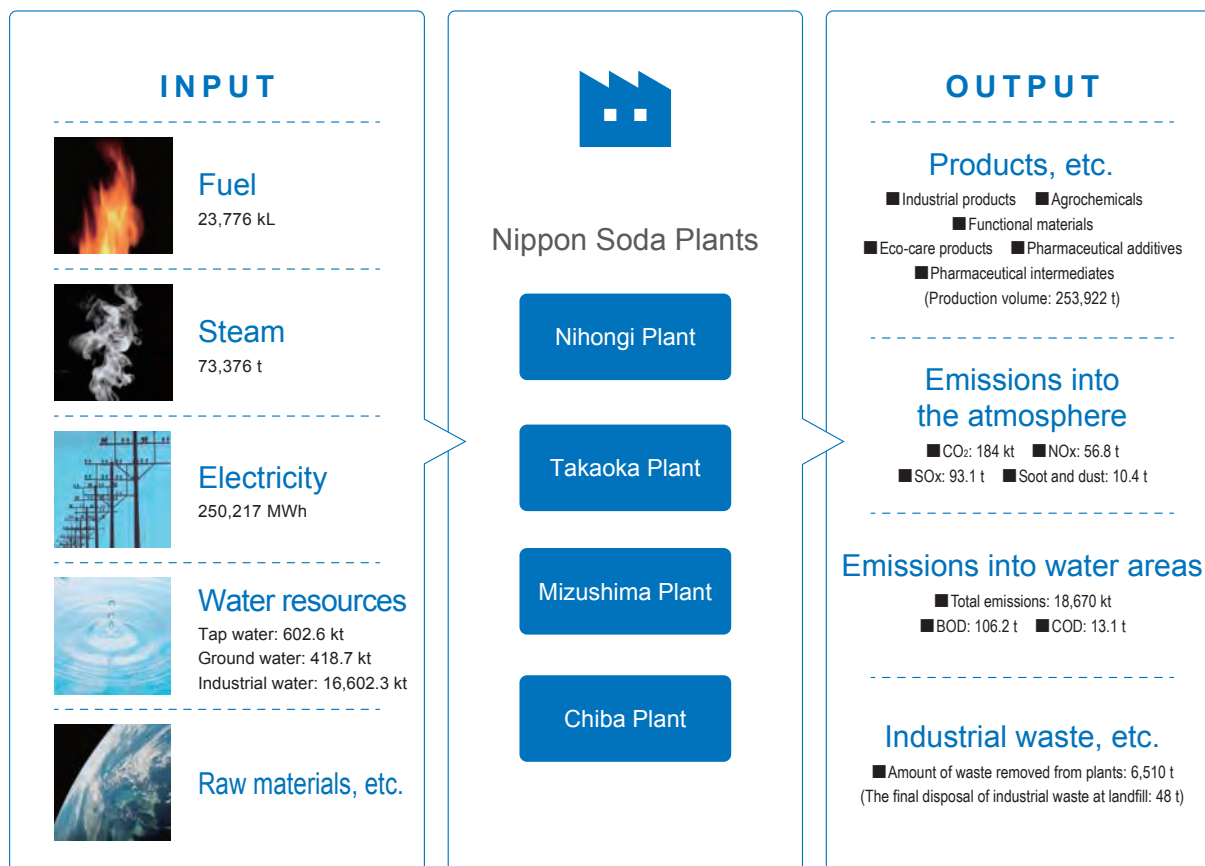 INPUT
Fuel
23,776 kL
Steam
73,376 t
Electricity
250,217 MWh
Water resources
Tap water: 602.6 kt
Ground water: 418.7 kt
Industrial water: 16,602.3 kt
Raw materials, etc.
Nippon Soda Plants
Nihongi Plant
Takaoka Plant
Mizushima Plant
Chiba Plant
OUTPUT
Products, etc.
■Industrial products ■Agrochemicals
■Functional materials
■Eco-care products ■Pharmaceutical additives
■Pharmaceutical intermediates
(Production volume: 253,922 t)
Emissions into
the atmosphere
■CO₂: 184 kt ■NOx: 56.8 t
■SOx: 93.1 t ■Soot and dust: 10.4 t
Emissions into water areas
■Total emissions: 18,670 kt
■BOD: 106.2 t ■COD: 13.1 t
Industrial waste, etc.
■Amount of waste removed from plants: 6,510 t
(The final disposal of industrial waste at landfill: 48 t)